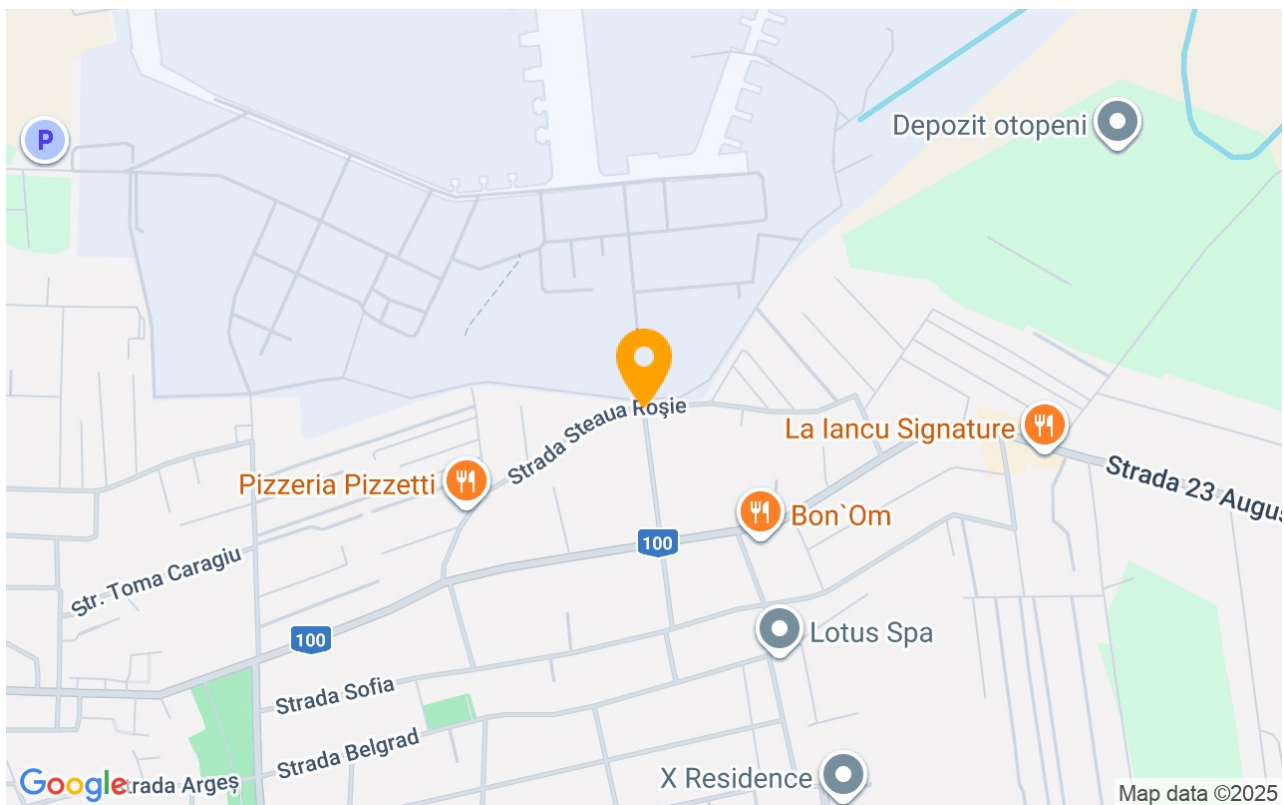 P
Depozit otopeni
La Iancu Signature
Strada Steaua Roșie
Pizzeria Pizzetti
Strada 23 Augus
Bon`Om
100
Str. Toma Caragiu
100
Lotus Spa
Strada Sofia
Strada Belgrad
X Residence
Google
trada Argeș
Map data ©2025